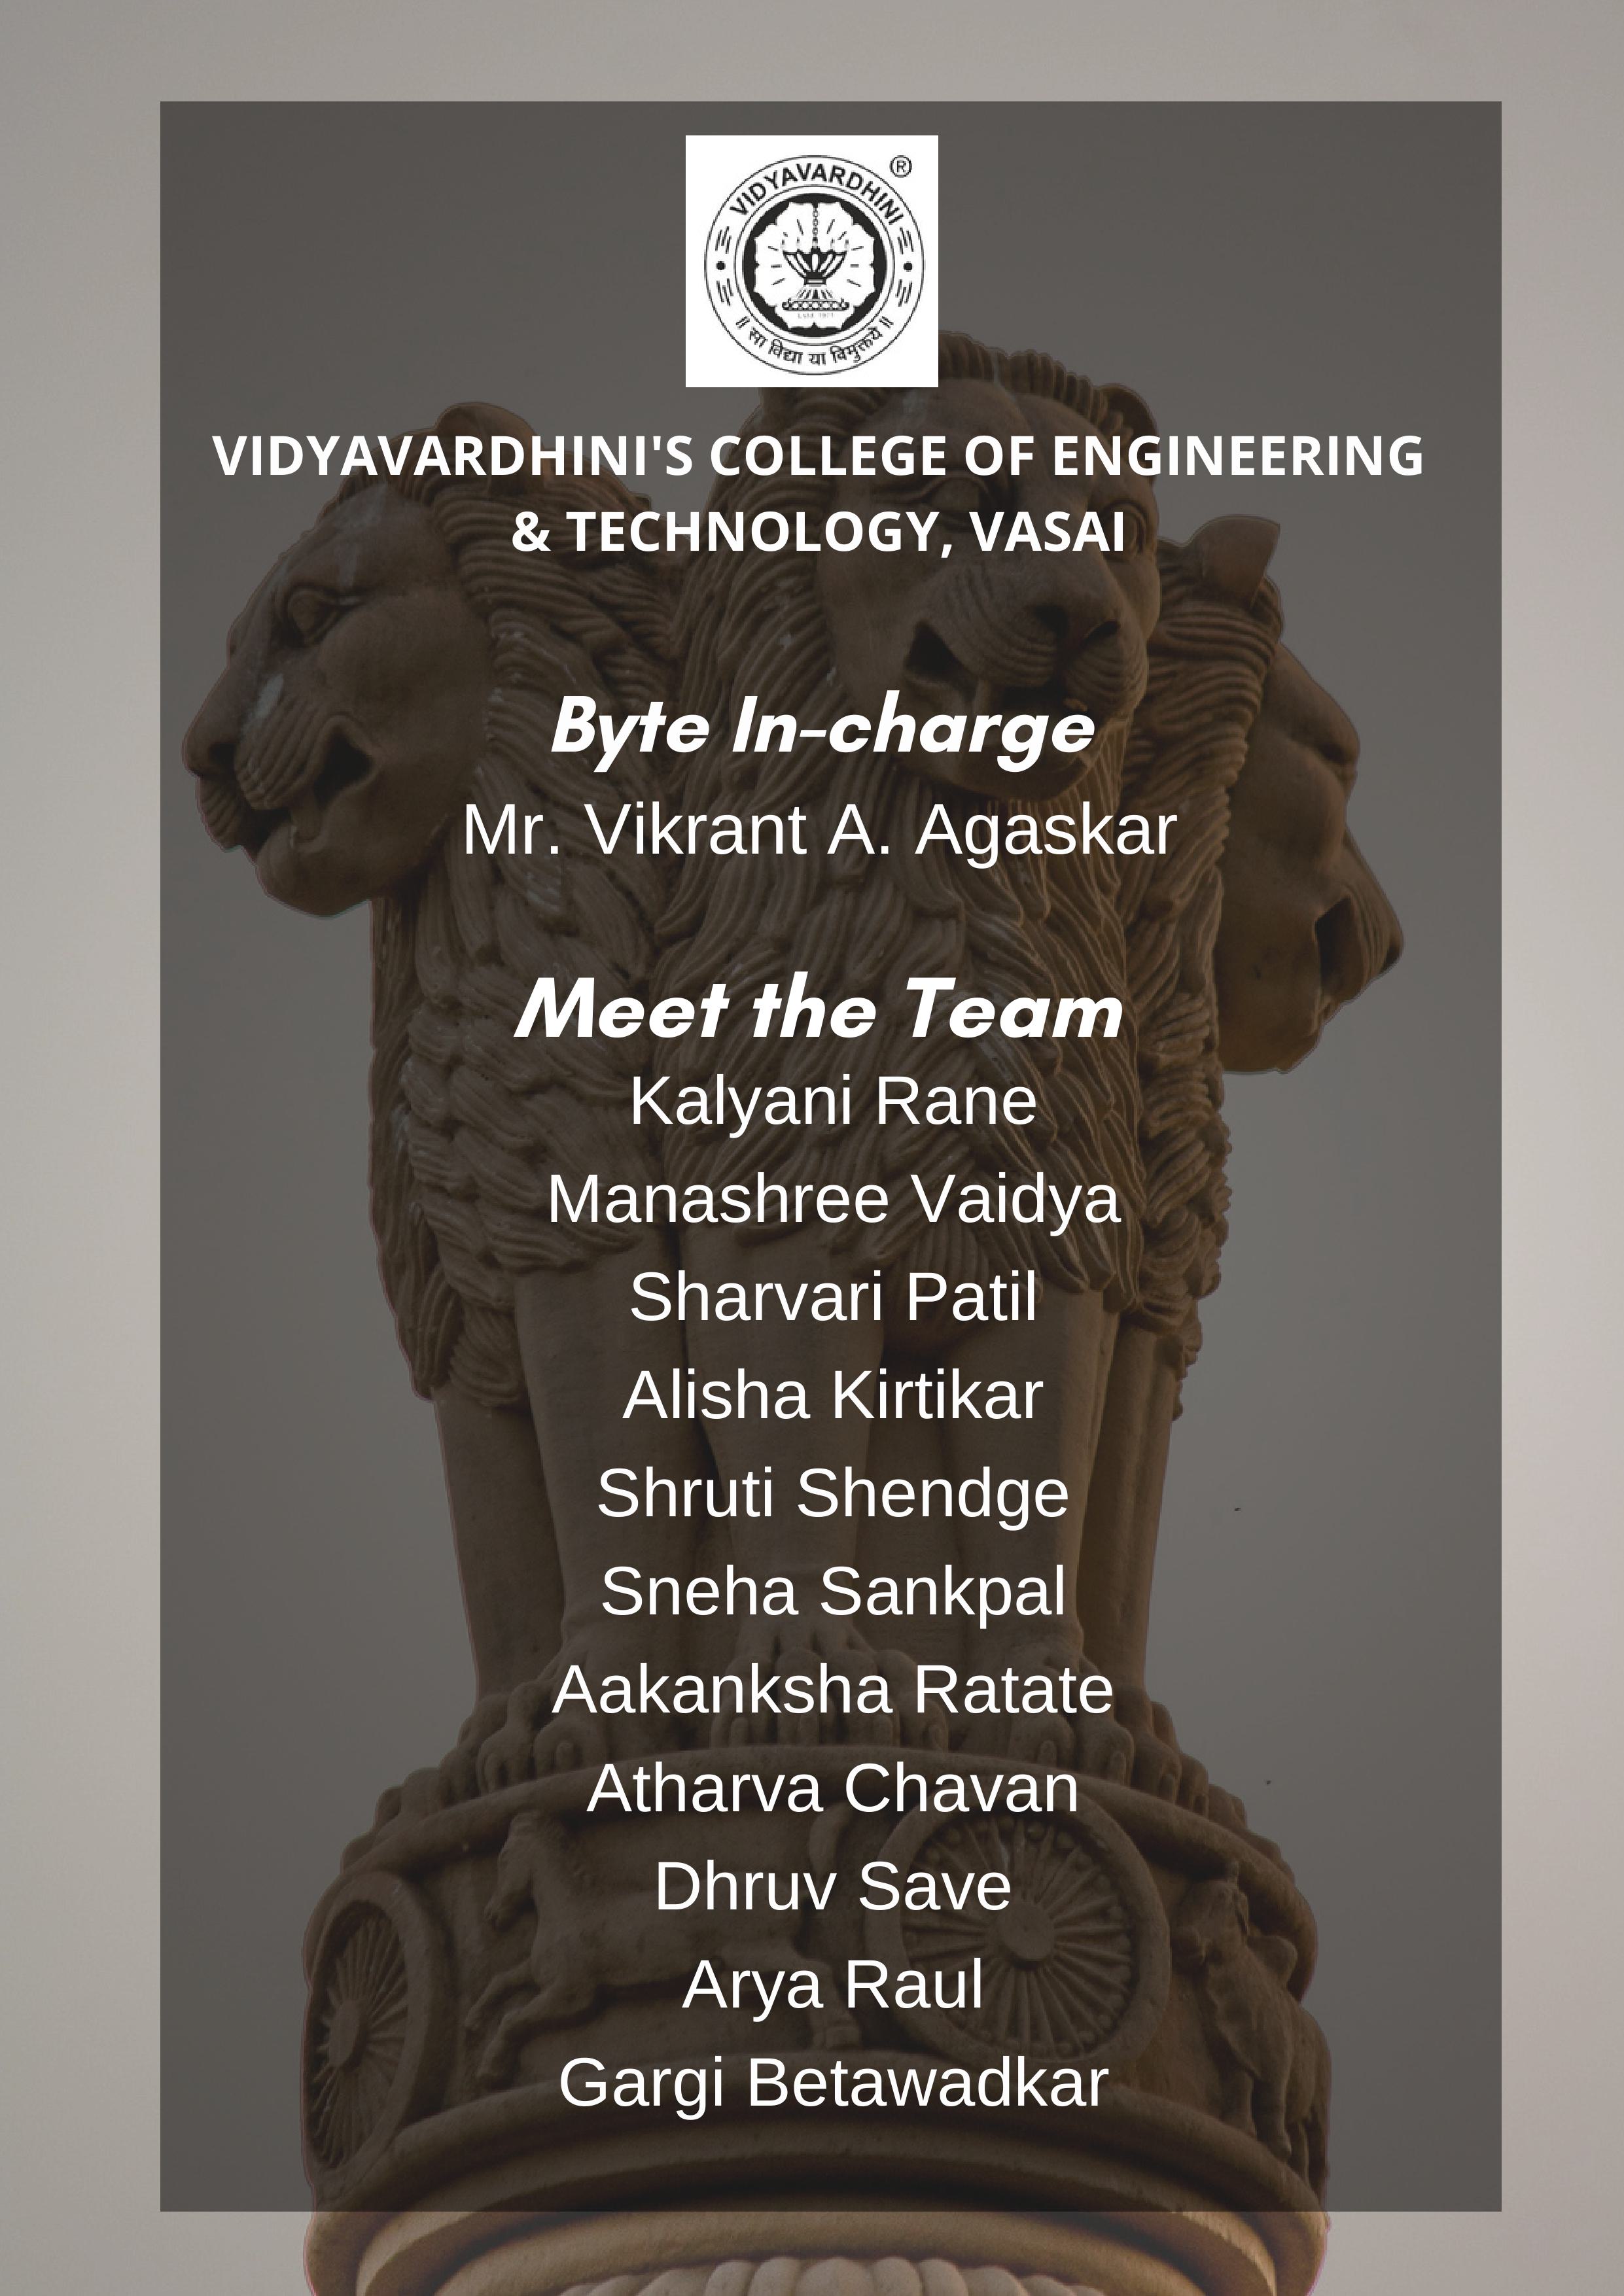 VIDYAVARDHINI
®
॥ सा विद्या या विमुक्तये ॥
VIDYAVARDHINI'S COLLEGE OF ENGINEERING
& TECHNOLOGY, VASAI
Byte In-charge
Mr. Vikrant A. Agaskar
Meet the Team
Kalyani Rane
Manashree Vaidya
Sharvari Patil
Alisha Kirtikar
Shruti Shendge
Sneha Sankpal
Aakanksha Ratate
Atharva Chavan
Dhruv Save
Arya Raul
Gargi Betawadkar